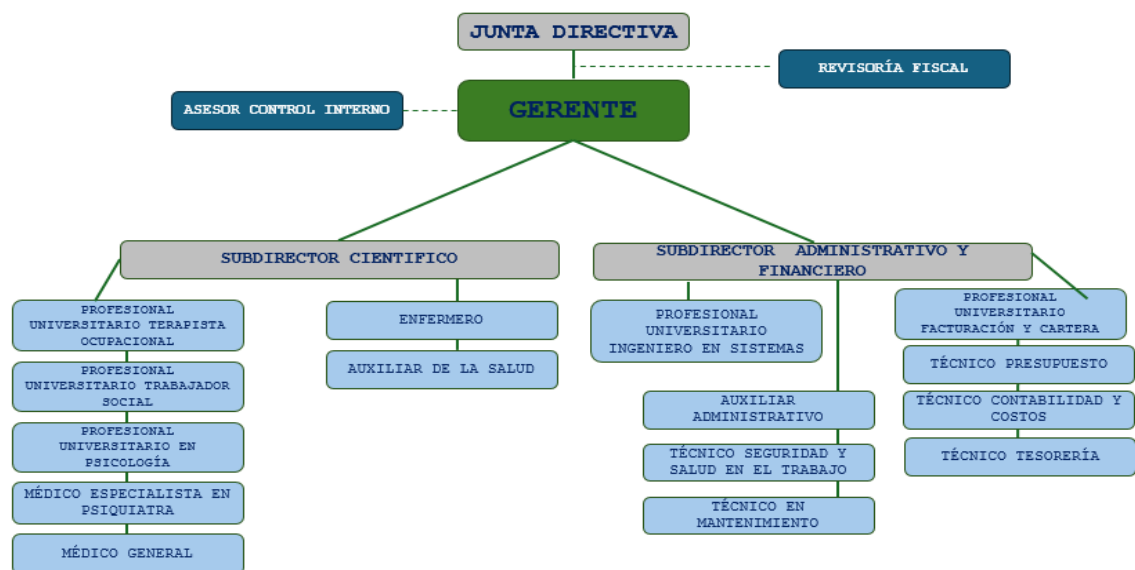 JUNTA DIRECTIVA
REVISORÍA FISCAL
ASESOR CONTROL INTERNO
GERENTE
SUBDIRECTOR CIENTIFICO
SUBDIRECTOR ADMINISTRATIVO Y
FINANCIERO
PROFESIONAL
UNIVERSITARIO TERAPISTA
OCUPACIONAL
PROFESIONAL
UNIVERSITARIO TRABAJADOR
SOCIAL
PROFESIONAL
UNIVERSITARIO EN
PSICOLOGÍA
MÉDICO ESPECIALISTA EN
PSIQUIATRA
MÉDICO GENERAL
ENFERMERO
AUXILIAR DE LA SALUD
PROFESIONAL
UNIVERSITARIO
INGENIERO EN SISTEMAS
AUXILIAR
ADMINISTRATIVO
TÉCNICO SEGURIDAD Y
SALUD EN EL TRABAJO
TÉCNICO EN
MANTENIMIENTO
PROFESIONAL
UNIVERSITARIO
FACTURACIÓN Y CARTERA
TÉCNICO PRESUPUESTO
TÉCNICO CONTABILIDAD Y
COSTOS
TÉCNICO TESORERÍA